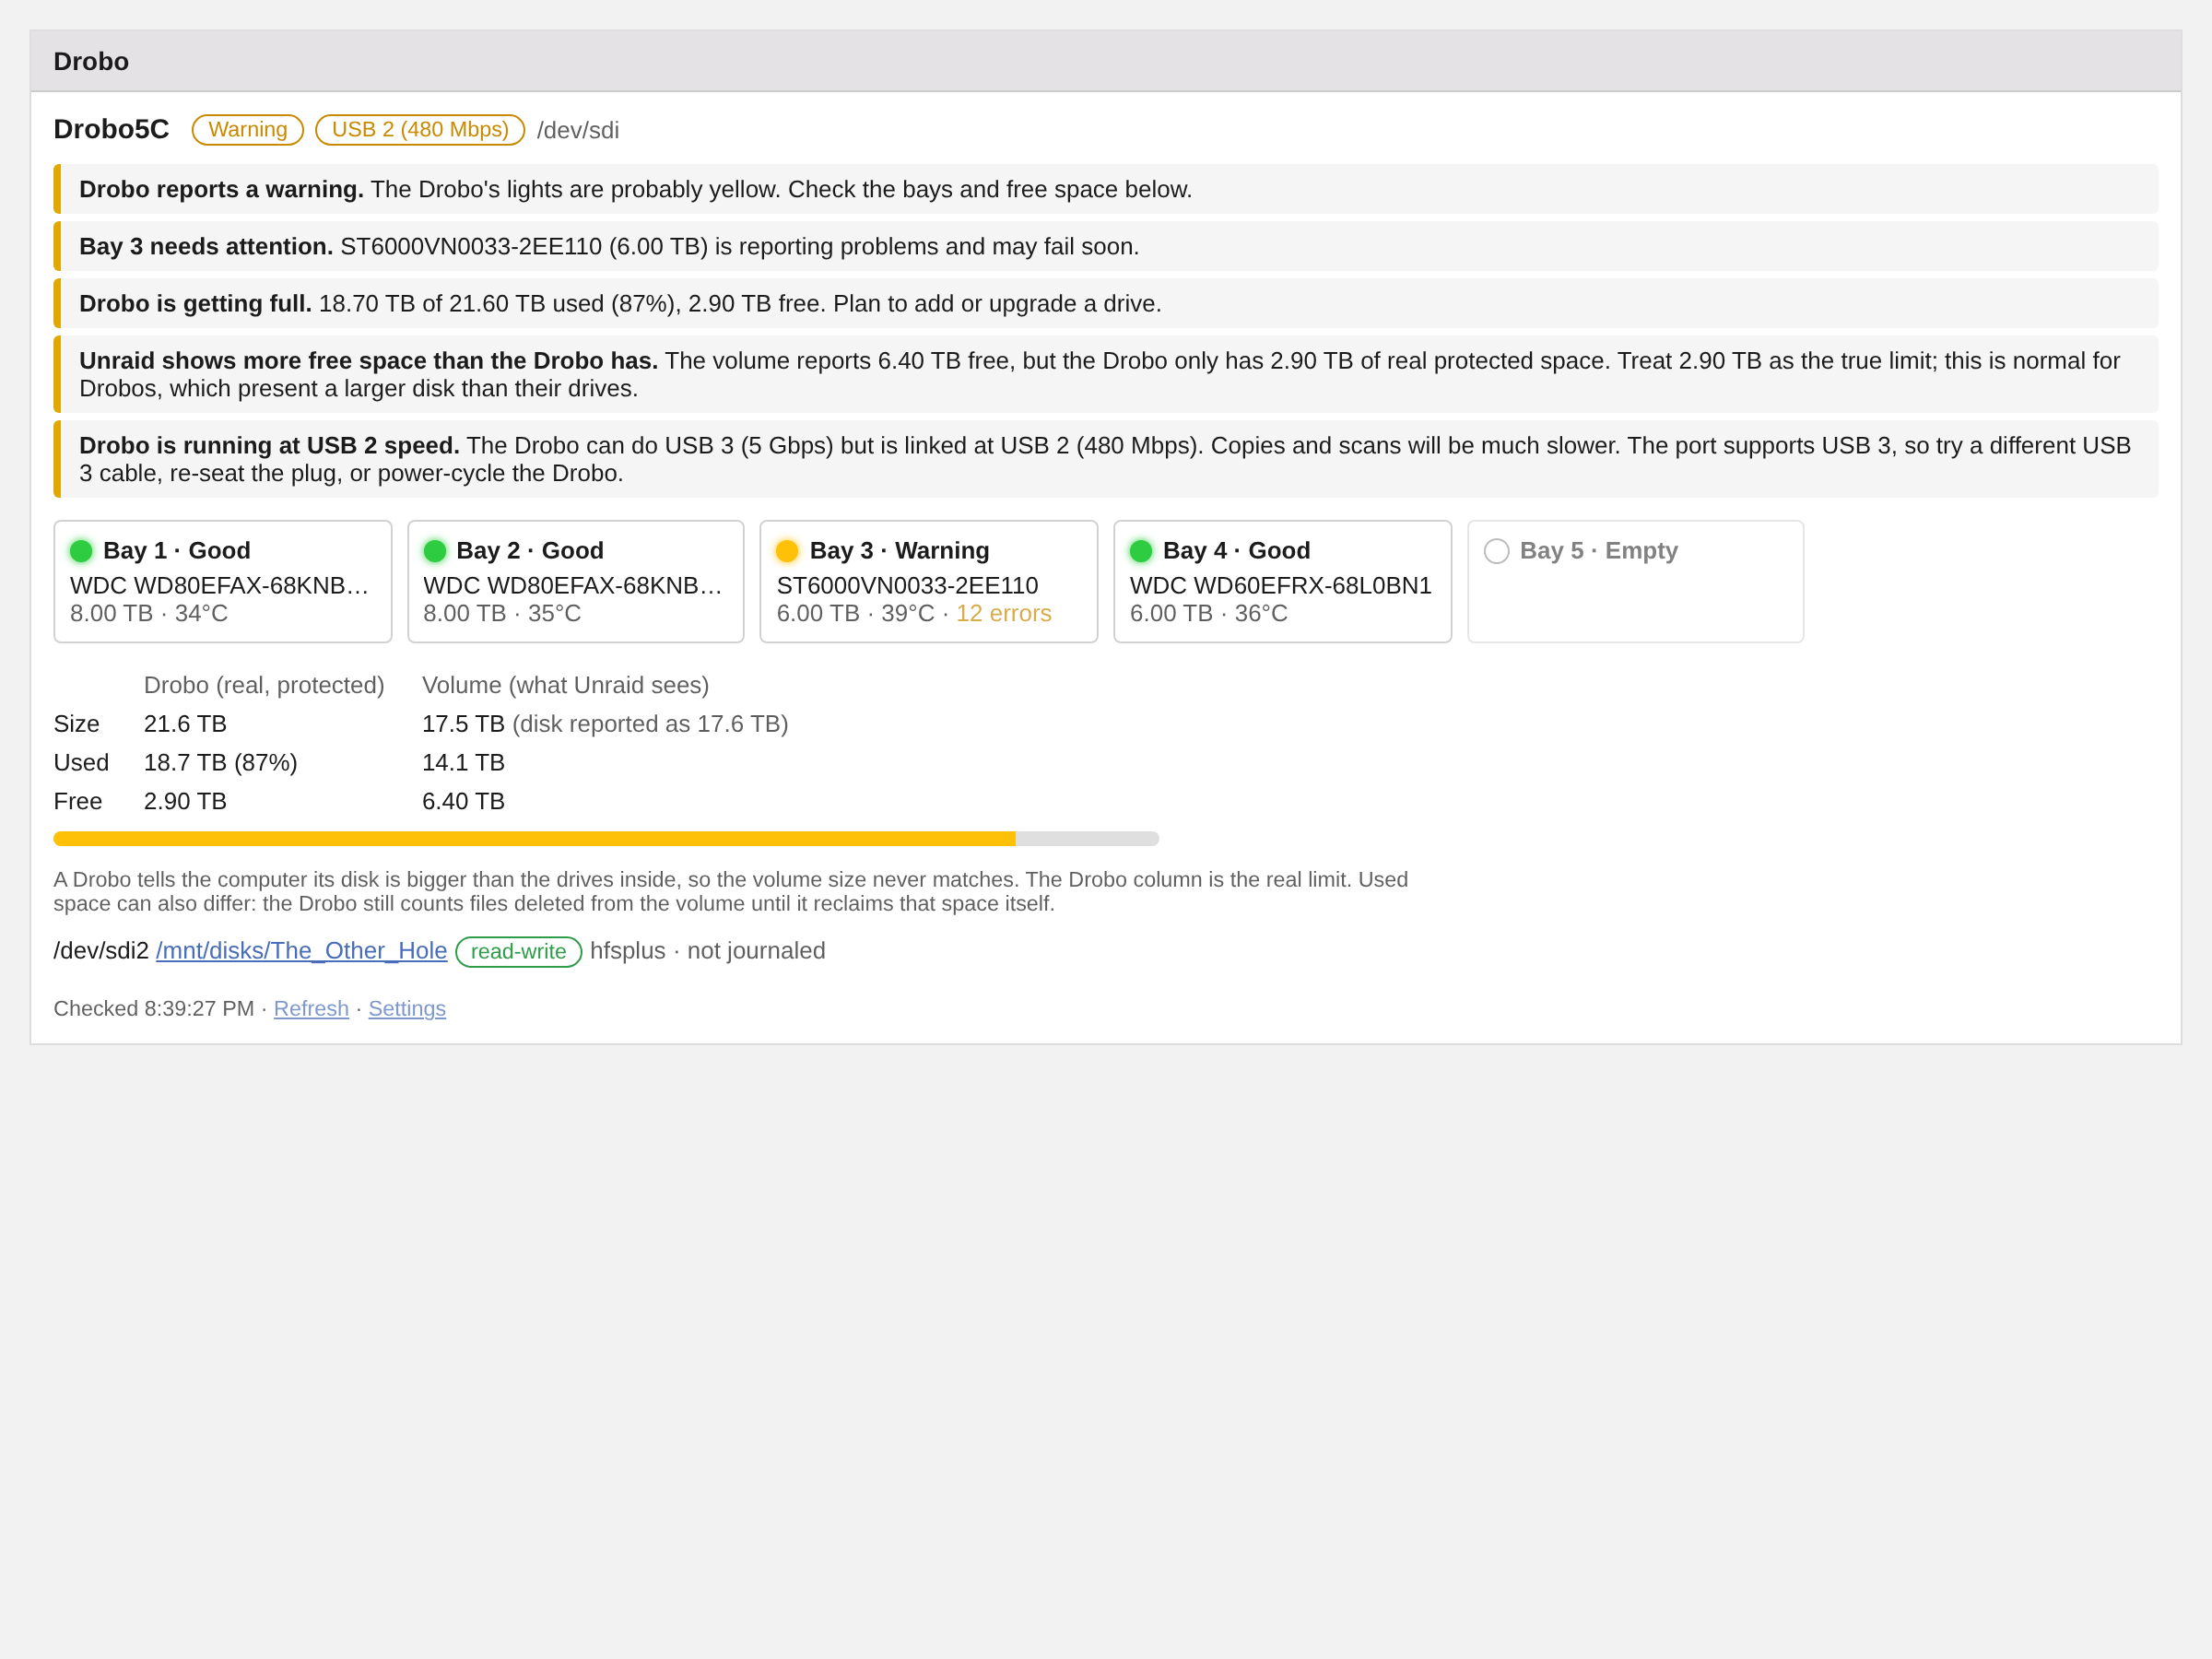 Drobo
Drobo5C Warning USB 2 (480 Mbps) /dev/sdi
Drobo reports a warning. The Drobo's lights are probably yellow. Check the bays and free space below.
Bay 3 needs attention. ST6000VN0033-2EE110 (6.00 TB) is reporting problems and may fail soon.
Drobo is getting full. 18.70 TB of 21.60 TB used (87%), 2.90 TB free. Plan to add or upgrade a drive.
Unraid shows more free space than the Drobo has. The volume reports 6.40 TB free, but the Drobo only has 2.90 TB of real protected space. Treat 2.90 TB as the true limit; this is normal for
Drobos, which present a larger disk than their drives.
Drobo is running at USB 2 speed. The Drobo can do USB 3 (5 Gbps) but is linked at USB 2 (480 Mbps). Copies and scans will be much slower. The port supports USB 3, so try a different USB
3 cable, re-seat the plug, or power-cycle the Drobo.
Bay 1 · Good
WDC WD80EFAX-68KNB…
8.00 TB · 34°C
Bay 2 · Good
WDC WD80EFAX-68KNB…
8.00 TB · 35°C
Bay 3 · Warning
ST6000VN0033-2EE110
6.00 TB · 39°C · 12 errors
Bay 4 · Good
WDC WD60EFRX-68L0BN1
6.00 TB · 36°C
Bay 5 · Empty
Drobo (real, protected) Volume (what Unraid sees)
Size 21.6 TB 17.5 TB (disk reported as 17.6 TB)
Used 18.7 TB (87%) 14.1 TB
Free 2.90 TB 6.40 TB
A Drobo tells the computer its disk is bigger than the drives inside, so the volume size never matches. The Drobo column is the real limit. Used
space can also differ: the Drobo still counts files deleted from the volume until it reclaims that space itself.
/dev/sdi2 /mnt/disks/The_Other_Hole read-write hfsplus · not journaled
Checked 8:39:27 PM · Refresh · Settings